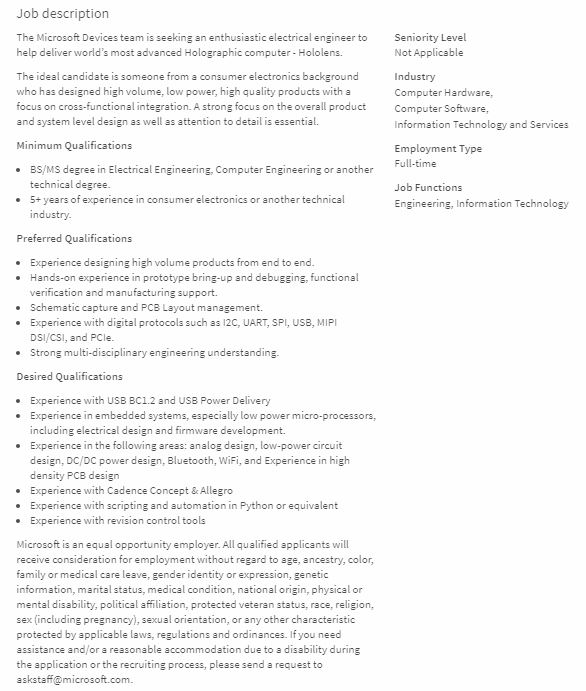 Job description
The Microsoft Devices team is seeking an enthusiastic electrical engineer to
help deliver world's most advanced Holographic computer - Hololens.
The ideal candidate is someone from a consumer electronics background
who has designed high volume, low power, high quality products with a
focus on cross-functional integration. A strong focus on the overall product
and system level design as well as attention to detail is essential.
Minimum Qualifications
• BS/MS degree in Electrical Engineering, Computer Engineering or another
technical degree.
• 5+ years of experience in consumer electronics or another technical
industry.
Preferred Qualifications
• Experience designing high volume products from end to end.
• Hands-on experience in prototype bring-up and debugging, functional
verification and manufacturing support.
• Schematic capture and PCB Layout management.
• Experience with digital protocols such as I2C, UART, SPI, USB, MIPI
DSI/CSI, and PCIe.
• Strong multi-disciplinary engineering understanding.
Desired Qualifications
• Experience with USB BC1.2 and USB Power Delivery
• Experience in embedded systems, especially low power micro-processors,
including electrical design and firmware development.
• Experience in the following areas: analog design, low-power circuit
design, DC/DC power design, Bluetooth, WiFi, and Experience in high
density PCB design
• Experience with Cadence Concept & Allegro
• Experience with scripting and automation in Python or equivalent
• Experience with revision control tools
Microsoft is an equal opportunity employer. All qualified applicants will
receive consideration for employment without regard to age, ancestry, color,
family or medical care leave, gender identity or expression, genetic
information, marital status, medical condition, national origin, physical or
mental disability, political affiliation, protected veteran status, race, religion,
sex (including pregnancy), sexual orientation, or any other characteristic
protected by applicable laws, regulations and ordinances. If you need
assistance and/or a reasonable accommodation due to a disability during
the application or the recruiting process, please send a request to
askstaff@microsoft.com.
Seniority Level
Not Applicable
Industry
Computer Hardware,
Computer Software,
Information Technology and Services
Employment Type
Full-time
Job Functions
Engineering, Information Technology